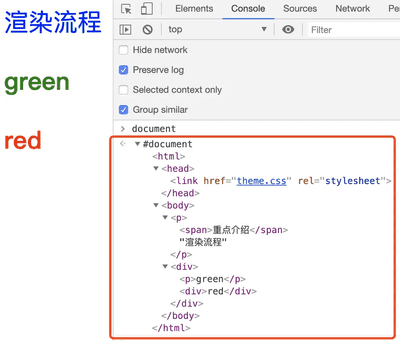 渲染流程
green
red
Elements Console Sources Network
top Filter
Hide network
Preserve log
Selected context only
Group similar
> document
#document
<html>
<head>
<link href="theme.css" rel="stylesheet">
</head>
<body>
<p>
<span>重点介绍</span>
"渲染流程"
</p>
<div>
<p>green</p>
<div>red</div>
</div>
</body>
</html>